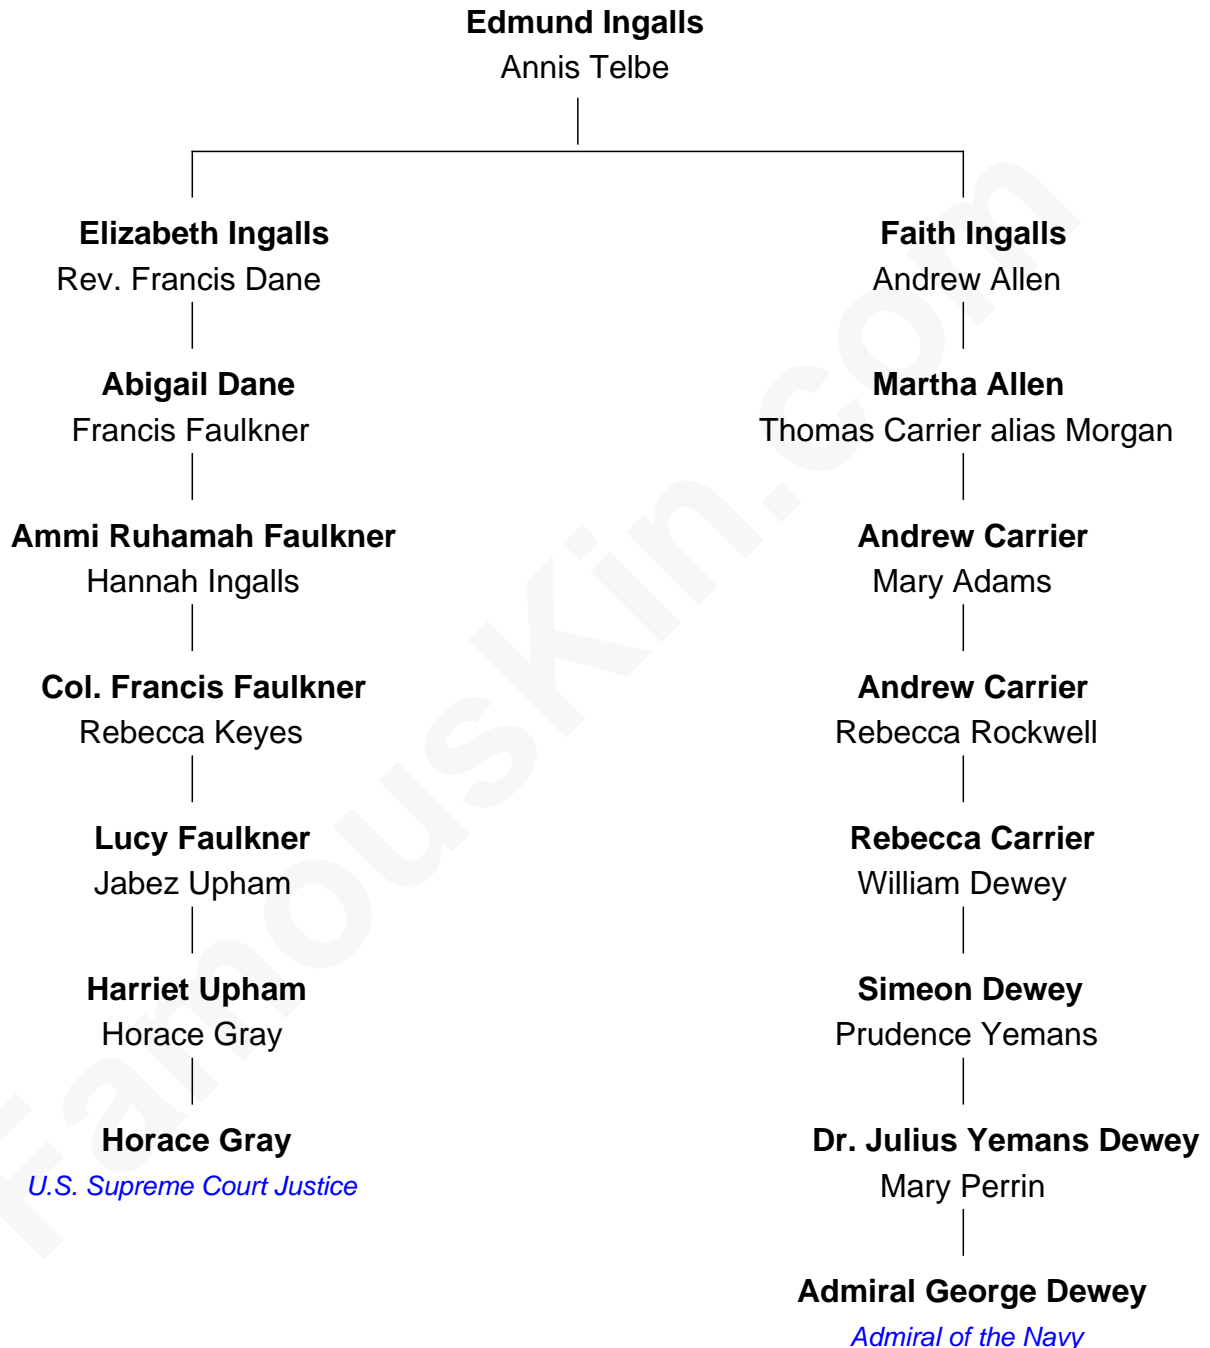 Edmund Ingalls
Annis Telbe
Elizabeth Ingalls
Rev. Francis Dane
Faith Ingalls
Andrew Allen
Abigail Dane
Francis Faulkner
Martha Allen
Thomas Carrier alias Morgan
Ammi Ruhamah Faulkner
Hannah Ingalls
Andrew Carrier
Mary Adams
Col. Francis Faulkner
Rebecca Keyes
Andrew Carrier
Rebecca Rockwell
Lucy Faulkner
Jabez Upham
Rebecca Carrier
William Dewey
Harriet Upham
Horace Gray
Simeon Dewey
Prudence Yemans
Horace Gray
U.S. Supreme Court Justice
Dr. Julius Yemans Dewey
Mary Perrin
Admiral George Dewey
Admiral of the Navy
FamousKin.com